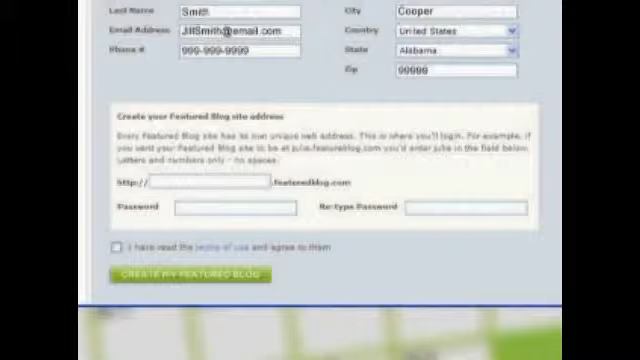 Last Name Smith City Cooper
Email Address JillSmith@email.com Country United States
Phone # 999-999-9999 State Alabama
Zip 99999
Create your Featured Blog site address
Every Featured Blog site has its own unique web address. This is where you'll login. For example, if
you want your Featured Blog site to be at julie.featuredblog.com you'd enter julie in the field below.
Letters and numbers only - no spaces.
http:// .featuredblog.com
Password Re-type Password
I have read the terms of use and agree to them
CREATE MY FEATURED BLOG